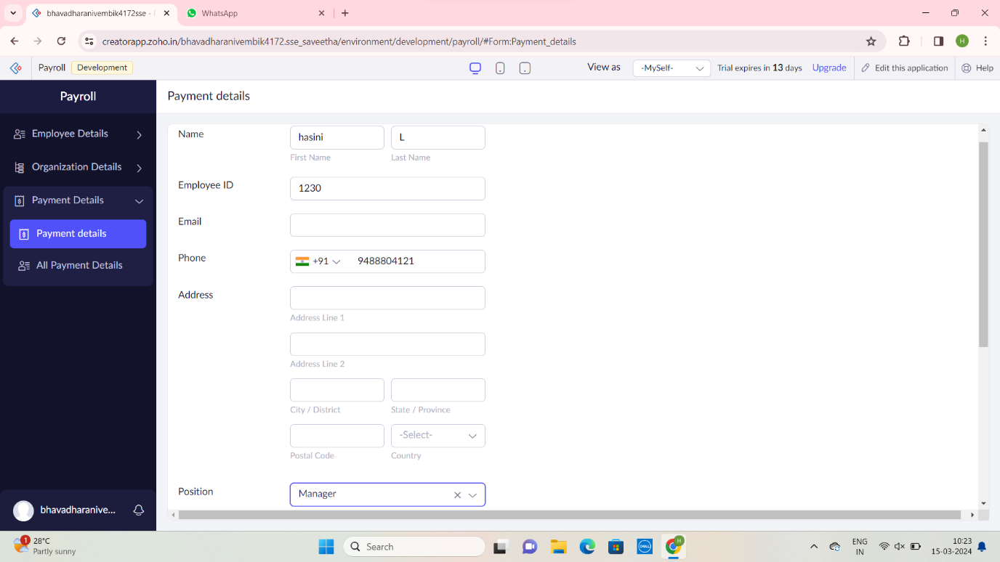 bhavadharanivembik4172sse -
WhatsApp
creatorapp.zoho.in/bhavadharanivembik4172.sse_saveetha/environment/development/payroll/#Form:Payment_details
H
Payroll Development View as -MySelf- Trial expires in 13 days Upgrade Edit this application Help
Payroll
Employee Details
Organization Details
Payment Details
Payment details
All Payment Details
bhavadharanive...
Payment details
Name hasini L
First Name Last Name
Employee ID 1230
Email
Phone +91 9488804121
Address
Address Line 1
Address Line 2
City / District State / Province
-Select-
Postal Code Country
Position Manager
1 28°C
Partly sunny
Search
DELL
H
ENG
IN
10:23
15-03-2024